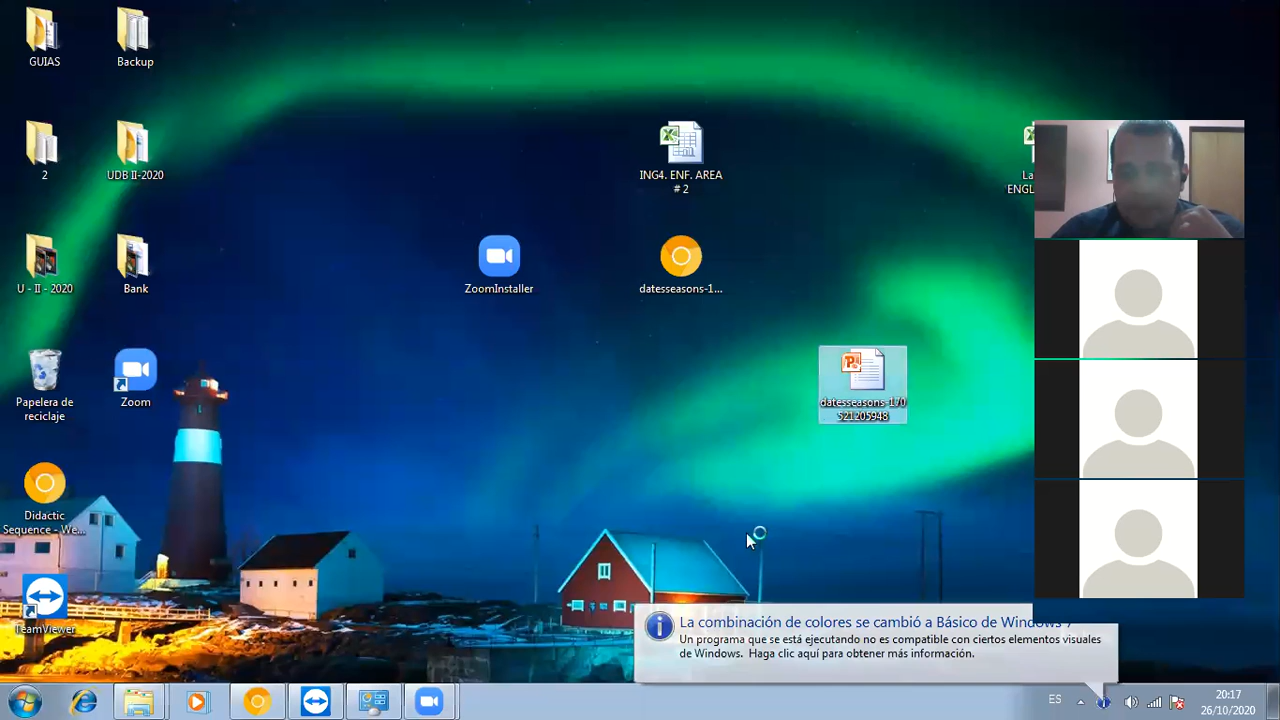 GUIAS
Backup
2
UDB II-2020
ING4. ENF. AREA
# 2
La
ENGL
U - II - 2020
Bank
ZoomInstaller
datesseasons-1...
Papelera de
reciclaje
Zoom
datesseasons-170
521205948
Didactic
Sequence - We...
TeamViewer
La combinación de colores se cambió a Básico de Windows 7
Un programa que se está ejecutando no es compatible con ciertos elementos visuales
de Windows. Haga clic aquí para obtener más información.
ES
20:17
26/10/2020